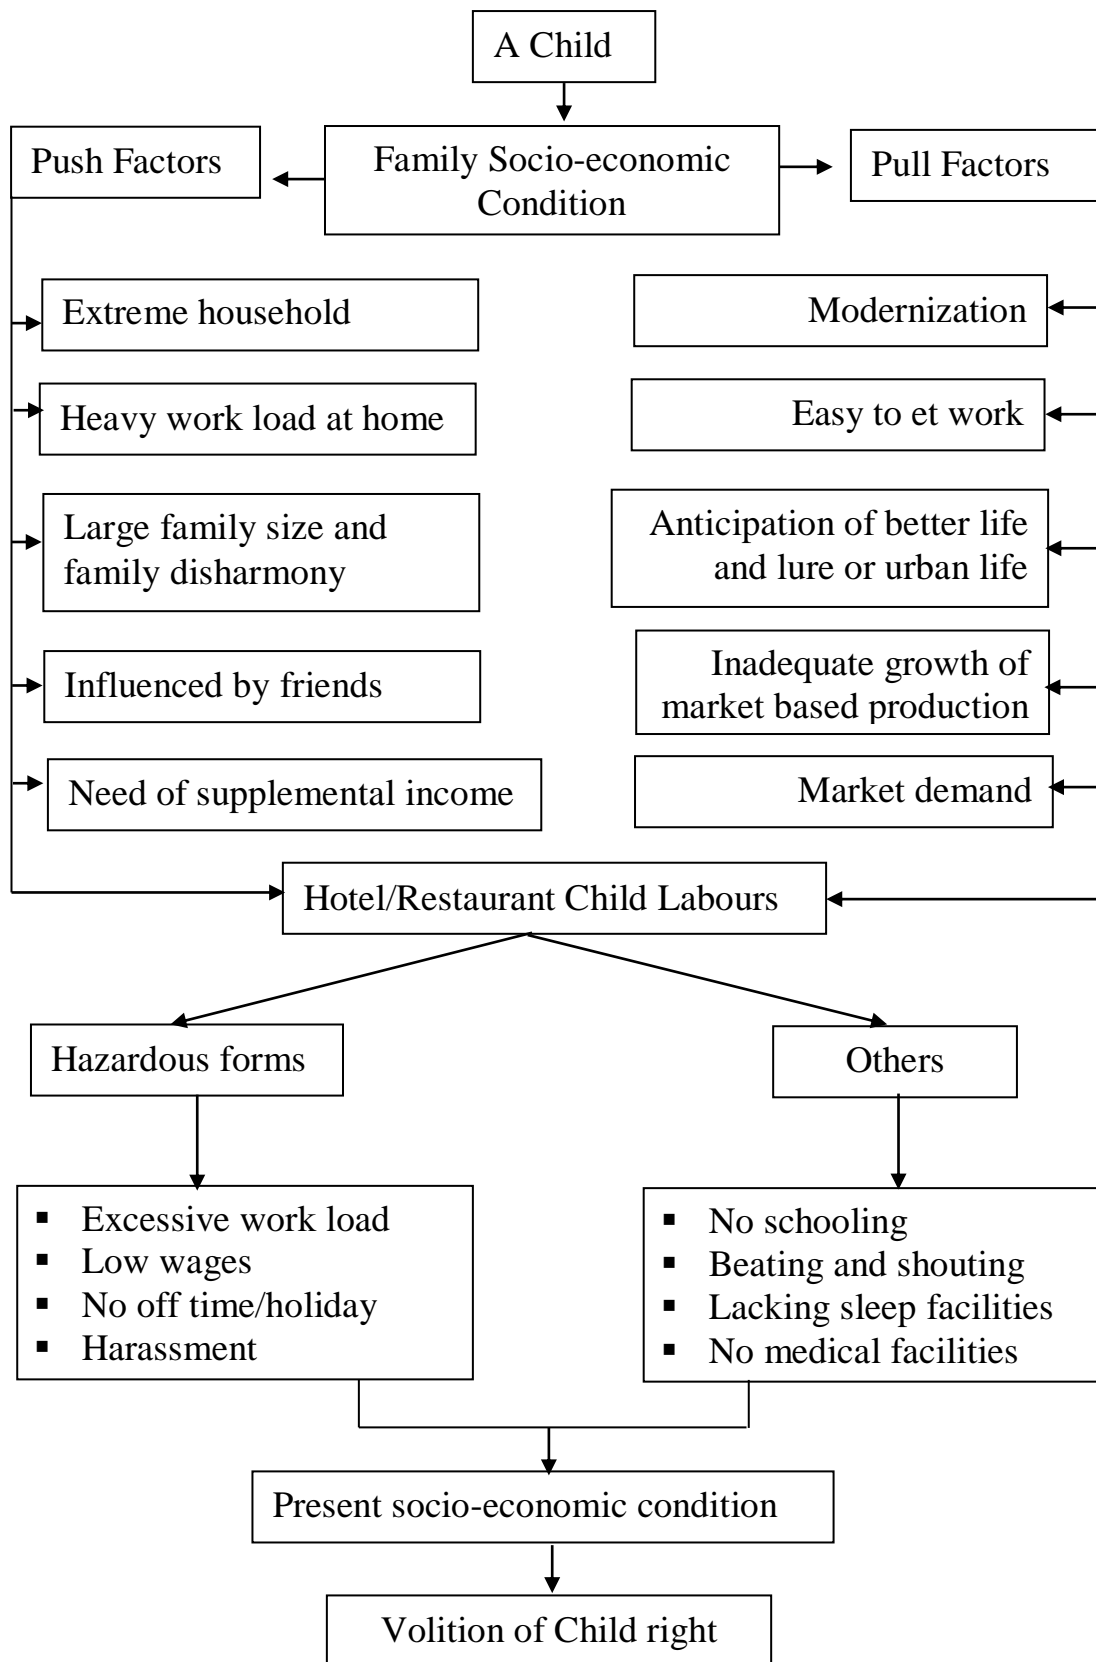 A Child
Push Factors
Family Socio-economic
Condition
Pull Factors
Extreme household
Heavy work load at home
Large family size and
family disharmony
Influenced by friends
Need of supplemental income
Modernization
Easy to et work
Anticipation of better life
and lure or urban life
Inadequate growth of
market based production
Market demand
Hotel/Restaurant Child Labours
Hazardous forms
Others
▪ Excessive work load
▪ Low wages
▪ No off time/holiday
▪ Harassment
▪ No schooling
▪ Beating and shouting
▪ Lacking sleep facilities
▪ No medical facilities
Present socio-economic condition
Volition of Child right